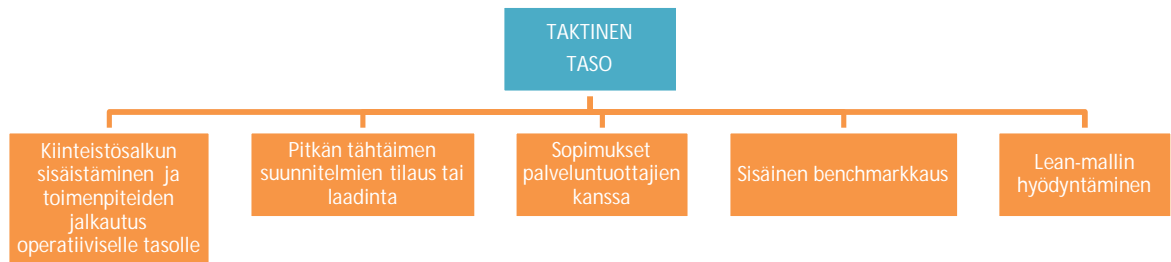 TAKTINEN
TASO
Kiinteistösalkun
sisäistäminen ja
toimenpiteiden
jalkautus
operatiiviselle tasolle
Pitkän tähtäimen
suunnitelmien tilaus tai
laadinta
Sopimukset
palveluntuottajien
kanssa
Sisäinen benchmarkkaus
Lean-mallin
hyödyntäminen